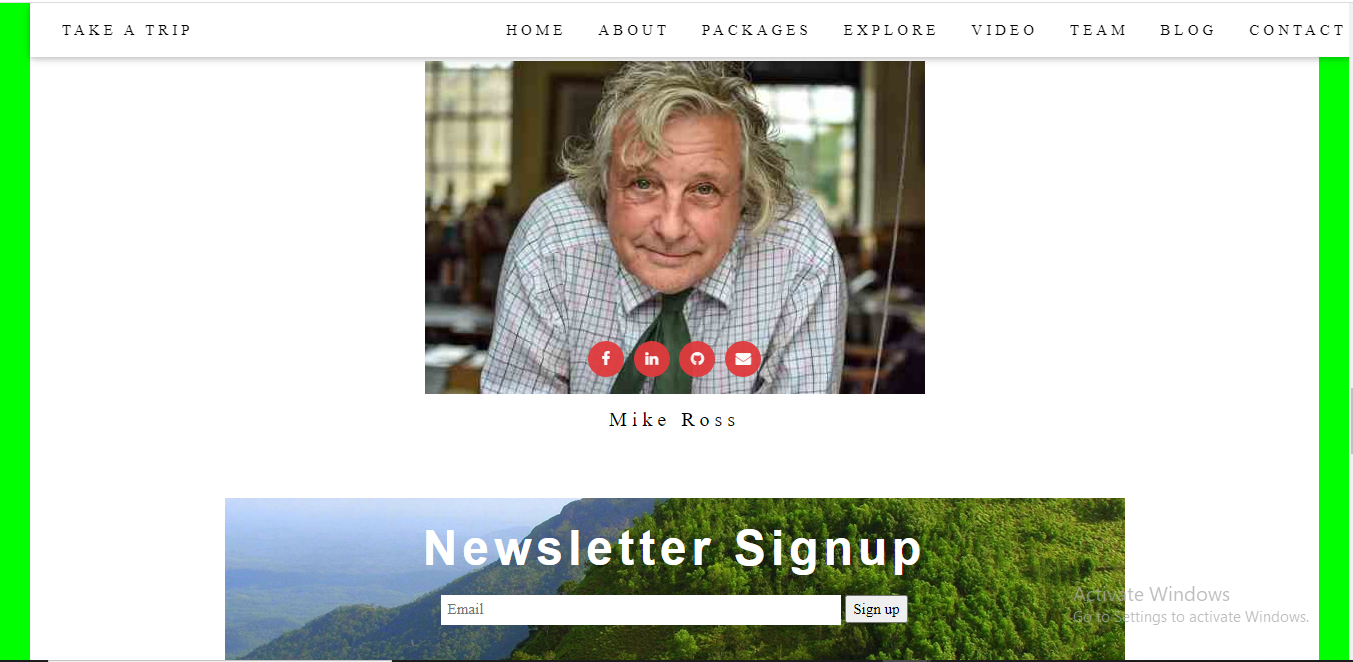 TAKE A TRIP HOME ABOUT PACKAGES EXPLORE VIDEO TEAM BLOG CONTACT
Mike Ross
Newsletter Signup
Email Sign up
Activate Windows
Go to Settings to activate Windows.